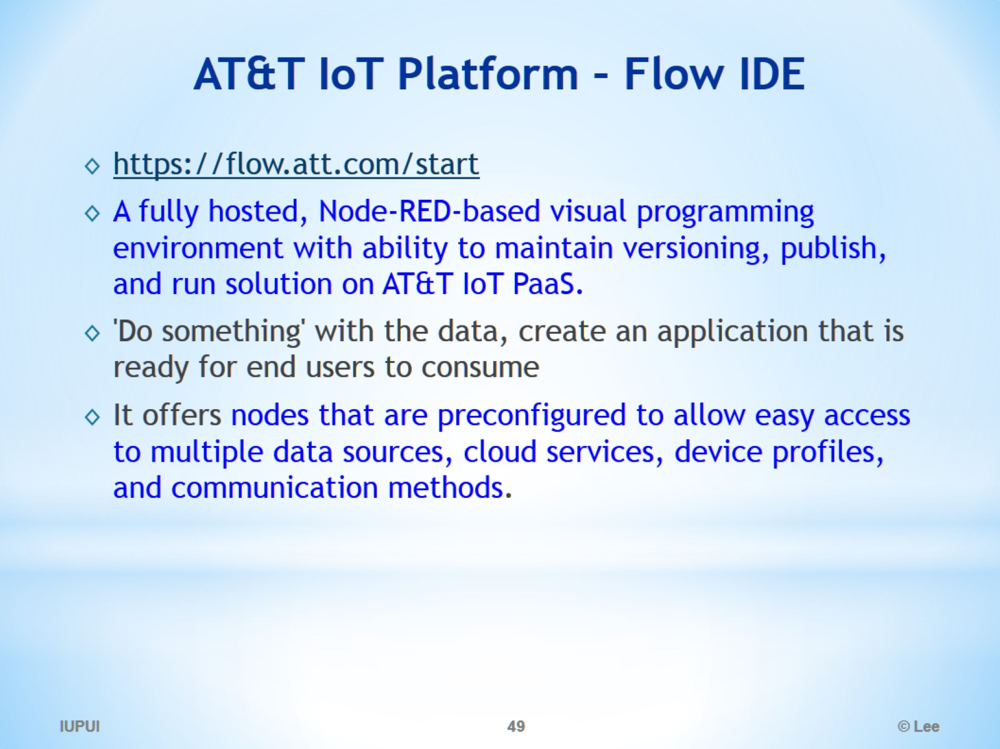 AT&T IoT Platform – Flow IDE
◇ https://flow.att.com/start
◇ A fully hosted, Node-RED-based visual programming
environment with ability to maintain versioning, publish,
and run solution on AT&T IoT PaaS.
◇ 'Do something' with the data, create an application that is
ready for end users to consume
◇ It offers nodes that are preconfigured to allow easy access
to multiple data sources, cloud services, device profiles,
and communication methods.
IUPUI 49 © Lee